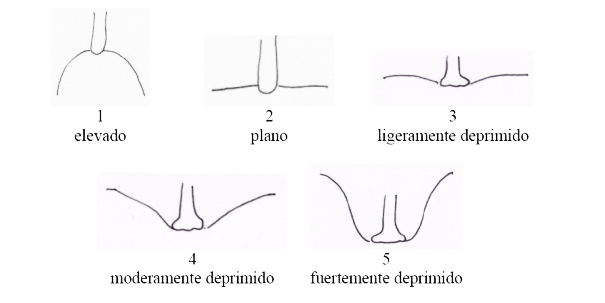 1
elevado
2
plano
3
ligeramente deprimido
4
moderamente deprimido
5
fuertemente deprimido